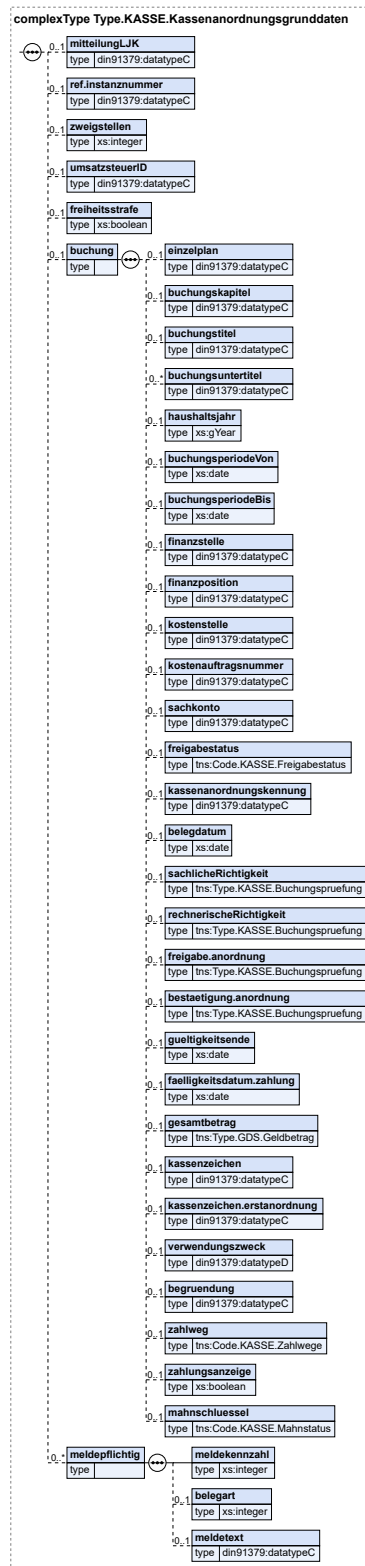 complexType Type.KASSE.Kassenanordnungsgrunddaten
0..1 mitteilungLJK
type din91379:datatypeC
0..1 ref.instanznummer
type din91379:datatypeC
0..1 zweigstellen
type xs:integer
0..1 umsatzsteuerID
type din91379:datatypeC
0..1 freiheitsstrafe
type xs:boolean
0..1 buchung
type
0..1 einzelplan
type din91379:datatypeC
0..1 buchungskapitel
type din91379:datatypeC
0..1 buchungstitel
type din91379:datatypeC
0..* buchungsuntertitel
type din91379:datatypeC
0..1 haushaltsjahr
type xs:gYear
0..1 buchungsperiodeVon
type xs:date
0..1 buchungsperiodeBis
type xs:date
0..1 finanzstelle
type din91379:datatypeC
0..1 finanzposition
type din91379:datatypeC
0..1 kostenstelle
type din91379:datatypeC
0..1 kostenauftragsnummer
type din91379:datatypeC
0..1 sachkonto
type din91379:datatypeC
0..1 freigabestatus
type tns:Code.KASSE.Freigabestatus
0..1 kassenanordnungskennung
type din91379:datatypeC
0..1 belegdatum
type xs:date
0..1 sachlicheRichtigkeit
type tns:Type.KASSE.Buchungspruefung
0..1 rechnerischeRichtigkeit
type tns:Type.KASSE.Buchungspruefung
0..1 freigabe.anordnung
type tns:Type.KASSE.Buchungspruefung
0..1 bestaetigung.anordnung
type tns:Type.KASSE.Buchungspruefung
0..1 gueltigkeitsende
type xs:date
0..1 faelligkeitsdatum.zahlung
type xs:date
0..1 gesamtbetrag
type tns:Type.GDS.Geldbetrag
0..1 kassenzeichen
type din91379:datatypeC
0..1 kassenzeichen.erstanordnung
type din91379:datatypeC
0..1 verwendungszweck
type din91379:datatypeD
0..1 begruendung
type din91379:datatypeC
0..1 zahlweg
type tns:Code.KASSE.Zahlwege
0..1 zahlungsanzeige
type xs:boolean
0..1 mahnschluessel
type tns:Code.KASSE.Mahnstatus
0..* meldepflichtig
type
meldekennzahl
type xs:integer
0..1 belegart
type xs:integer
0..1 meldetext
type din91379:datatypeC